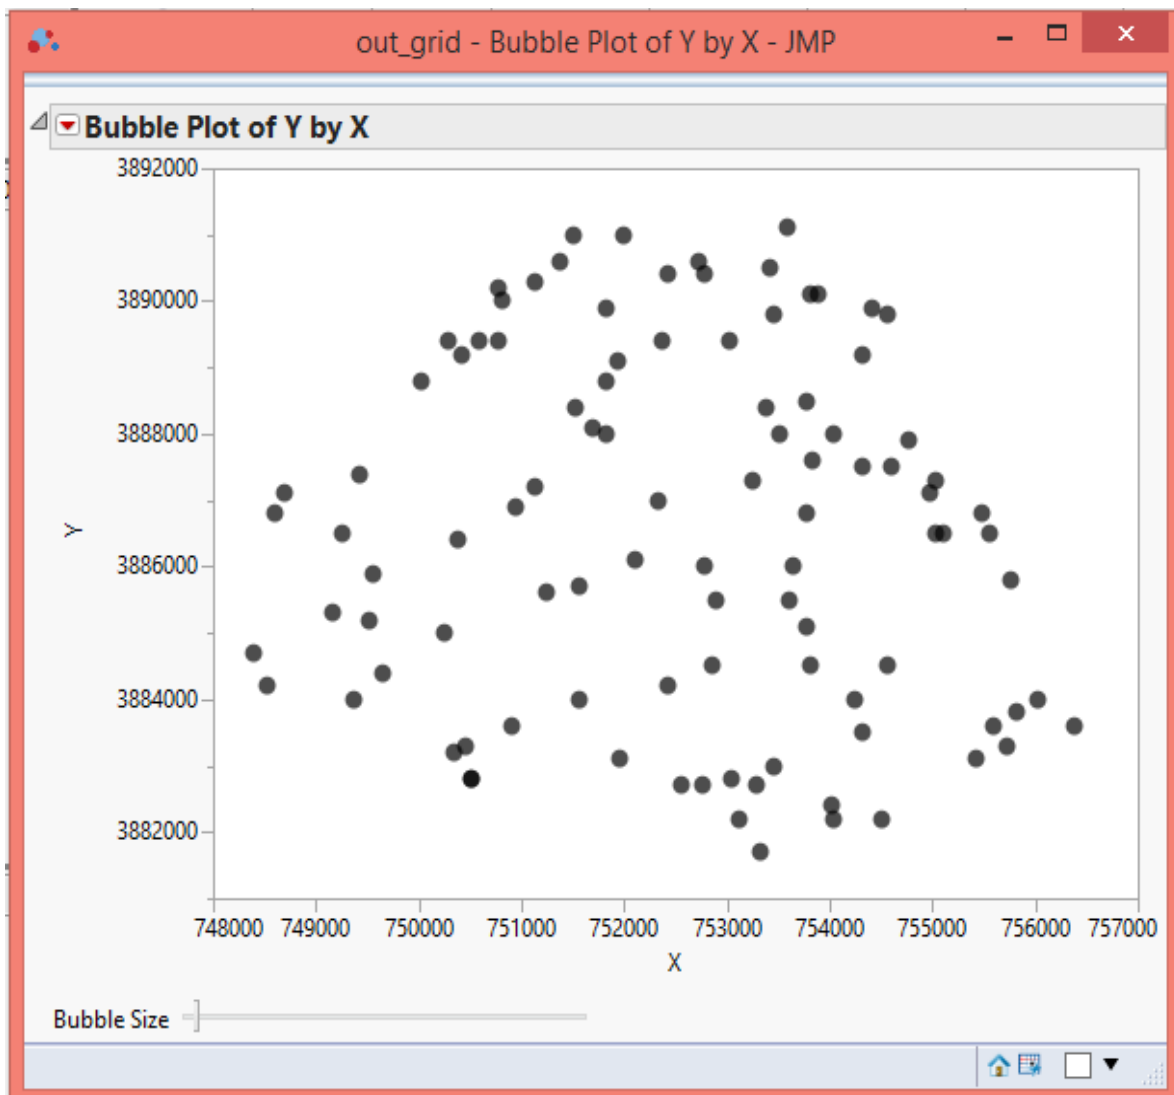 out_grid - Bubble Plot of Y by X - JMP
Bubble Plot of Y by X
3892000
3890000
3888000
3886000
3884000
3882000
Y
748000 749000 750000 751000 752000 753000 754000 755000 756000 757000
X
Bubble Size